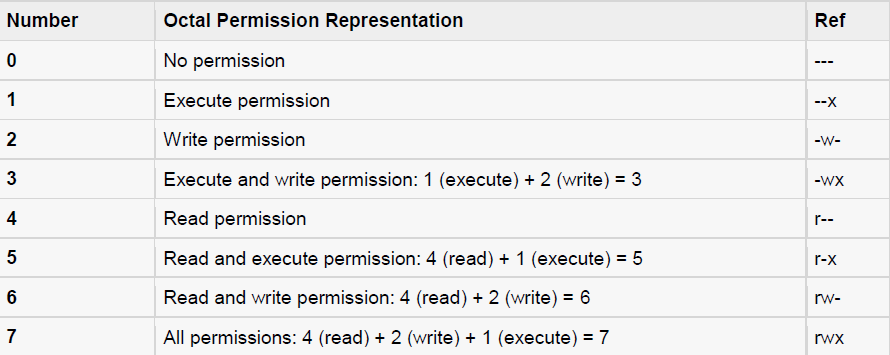 Number Octal Permission Representation Ref
0 No permission ---
1 Execute permission --x
2 Write permission -w-
3 Execute and write permission: 1 (execute) + 2 (write) = 3 -wx
4 Read permission r--
5 Read and execute permission: 4 (read) + 1 (execute) = 5 r-x
6 Read and write permission: 4 (read) + 2 (write) = 6 rw-
7 All permissions: 4 (read) + 2 (write) + 1 (execute) = 7 rwx